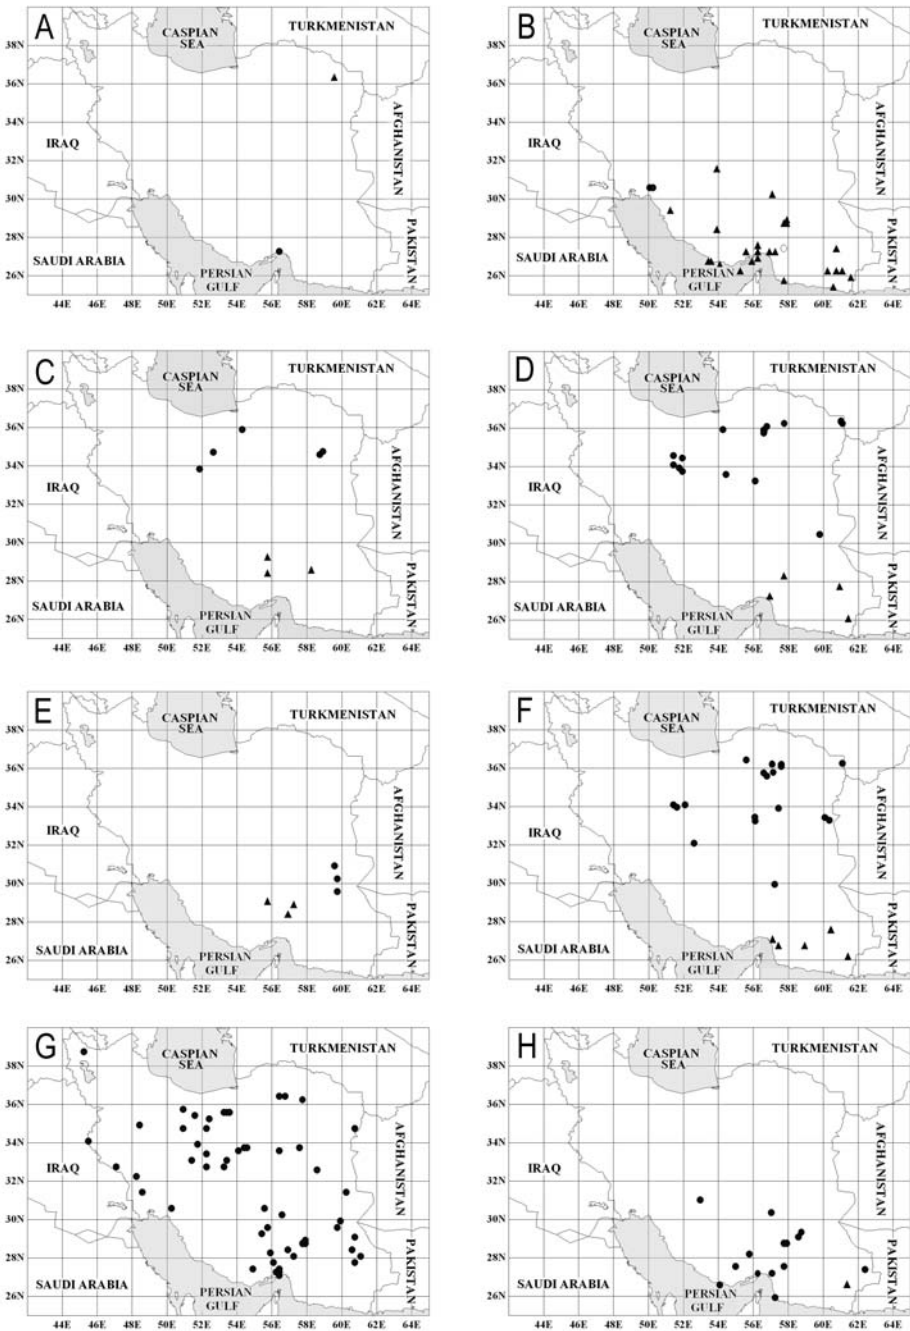 A
TURKMENISTAN
38N
CASPIAN
SEA
36N
34N
AFGHANISTAN
IRAQ
32N
30N
28N
PAKISTAN
SAUDI ARABIA
PERSIAN
GULF
26N
44E 46E 48E 50E 52E 54E 56E 58E 60E 62E
B
TURKMENISTAN
38N
CASPIAN
SEA
36N
34N
AFGHANISTAN
IRAQ
32N
30N
28N
PAKISTAN
SAUDI ARABIA
PERSIAN
GULF
26N
44E 46E 48E 50E 52E 54E 56E 58E 60E 62E
C
TURKMENISTAN
38N
CASPIAN
SEA
36N
34N
AFGHANISTAN
IRAQ
32N
30N
28N
PAKISTAN
SAUDI ARABIA
PERSIAN
GULF
26N
44E 46E 48E 50E 52E 54E 56E 58E 60E 62E
D
TURKMENISTAN
38N
CASPIAN
SEA
36N
34N
AFGHANISTAN
IRAQ
32N
30N
28N
PAKISTAN
SAUDI ARABIA
PERSIAN
GULF
26N
44E 46E 48E 50E 52E 54E 56E 58E 60E 62E
E
TURKMENISTAN
38N
CASPIAN
SEA
36N
34N
AFGHANISTAN
IRAQ
32N
30N
28N
PAKISTAN
SAUDI ARABIA
PERSIAN
GULF
26N
44E 46E 48E 50E 52E 54E 56E 58E 60E 62E
F
TURKMENISTAN
38N
CASPIAN
SEA
36N
34N
AFGHANISTAN
IRAQ
32N
30N
28N
PAKISTAN
SAUDI ARABIA
PERSIAN
GULF
26N
44E 46E 48E 50E 52E 54E 56E 58E 60E 62E
G
TURKMENISTAN
38N
CASPIAN
SEA
36N
34N
AFGHANISTAN
IRAQ
32N
30N
28N
PAKISTAN
SAUDI ARABIA
PERSIAN
GULF
26N
44E 46E 48E 50E 52E 54E 56E 58E 60E 62E
H
TURKMENISTAN
38N
CASPIAN
SEA
36N
34N
AFGHANISTAN
IRAQ
32N
30N
28N
PAKISTAN
SAUDI ARABIA
PERSIAN
GULF
26N
44E 46E 48E 50E 52E 54E 56E 58E 60E 62E